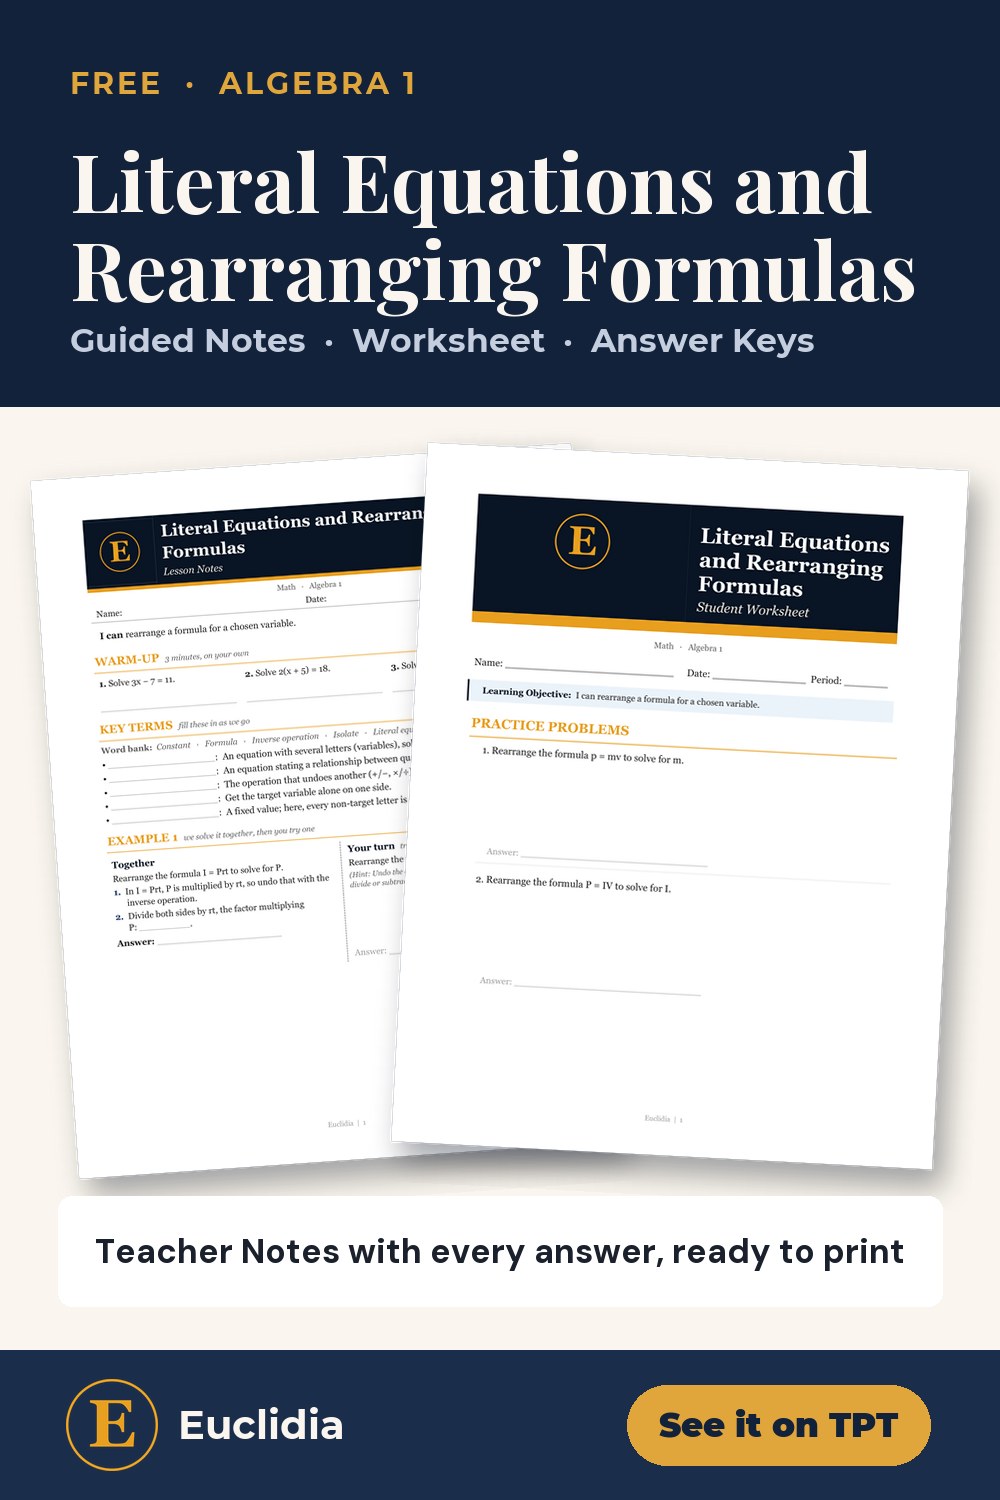 FREE · ALGEBRA 1
Literal Equations and
Rearranging Formulas
Guided Notes · Worksheet · Answer Keys
E
Literal Equations and Rearran
Formulas
Lesson Notes
Math · Algebra 1
Name:
Date:
I can rearrange a formula for a chosen variable.
WARM-UP 3 minutes, on your own
1. Solve 3x − 7 = 11.
2. Solve 2(x + 5) = 18.
3. Solv
KEY TERMS fill these in as we go
Word bank: Constant · Formula · Inverse operation · Isolate · Literal equ
• : An equation with several letters (variables), sol
• : An equation stating a relationship between qu
• : The operation that undoes another (+/−, ×/÷)
• : Get the target variable alone on one side.
• : A fixed value; here, every non-target letter is
EXAMPLE 1 we solve it together, then you try one
Together
Rearrange the formula I = Prt to solve for P.
1. In I = Prt, P is multiplied by rt, so undo that with the
inverse operation.
2. Divide both sides by rt, the factor multiplying
P: .
Answer:
Your turn
Rearrange the
(Hint: Undo the
divide or subtra
Answer:
Euclidia | 1
E
Literal Equations
and Rearranging
Formulas
Student Worksheet
Math · Algebra 1
Name: Date: Period:
Learning Objective: I can rearrange a formula for a chosen variable.
PRACTICE PROBLEMS
1. Rearrange the formula p = mv to solve for m.
Answer:
2. Rearrange the formula P = IV to solve for I.
Answer:
Euclidia | 1
Teacher Notes with every answer, ready to print
E
Euclidia
See it on TPT